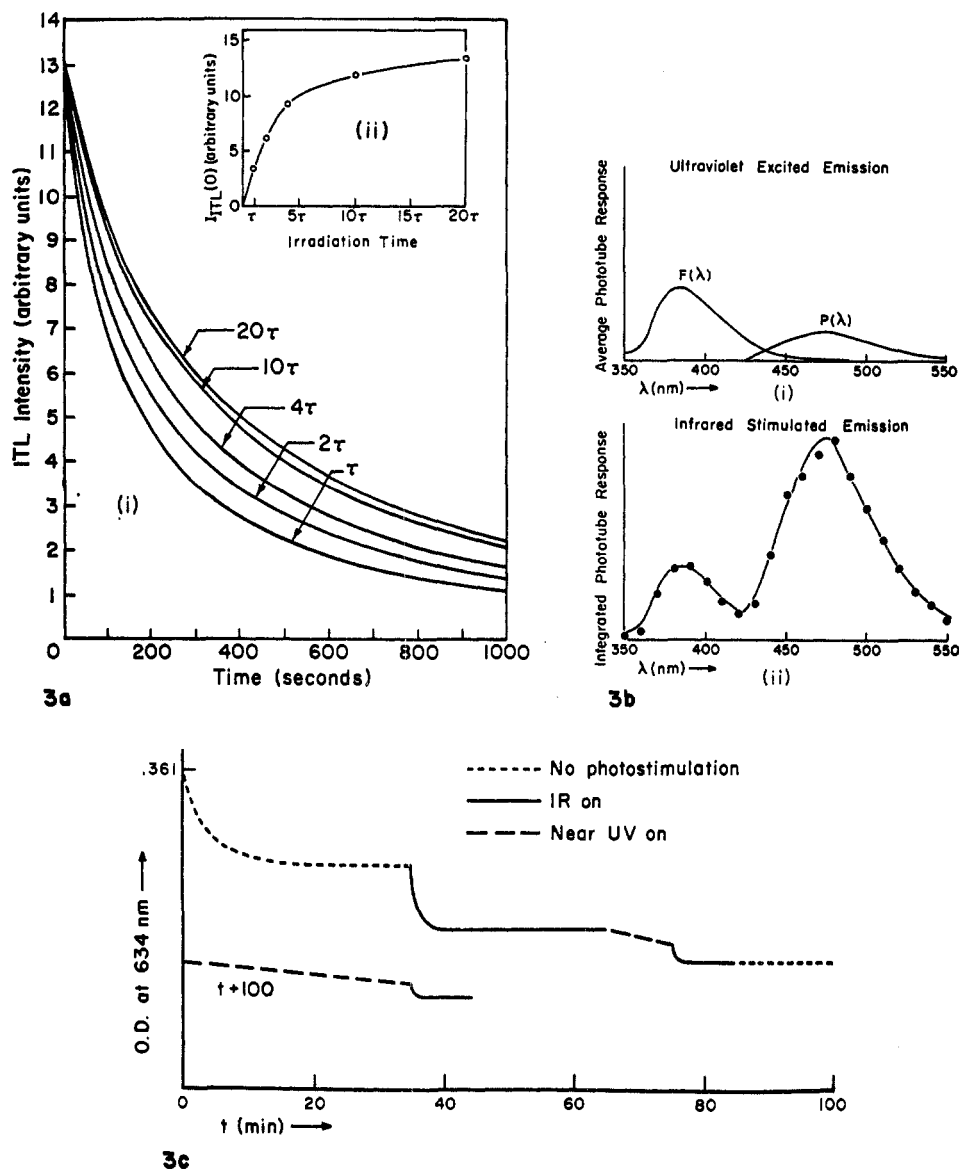 14
13
12
11
10
9
8
7
6
5
4
3
2
1
0
ITL Intensity (arbitrary units)
200
400
600
800
1000
Time (seconds)
20τ
10τ
4τ
2τ
τ
(i)
3a
15
10
5
0
I_ITL(0) (arbitrary units)
(ii)
τ
5τ
10τ
15τ
20τ
Irradiation Time
Ultraviolet Excited Emission
Average Phototube Response
F(λ)
P(λ)
350
400
450
500
550
λ(nm)
(i)
Infrared Stimulated Emission
Integrated Phototube Response
350
400
450
500
550
λ(nm)
(ii)
3b
.361
No photostimulation
IR on
Near UV on
O.D. at 634 nm
t+100
0
20
40
60
80
100
t (min)
3c